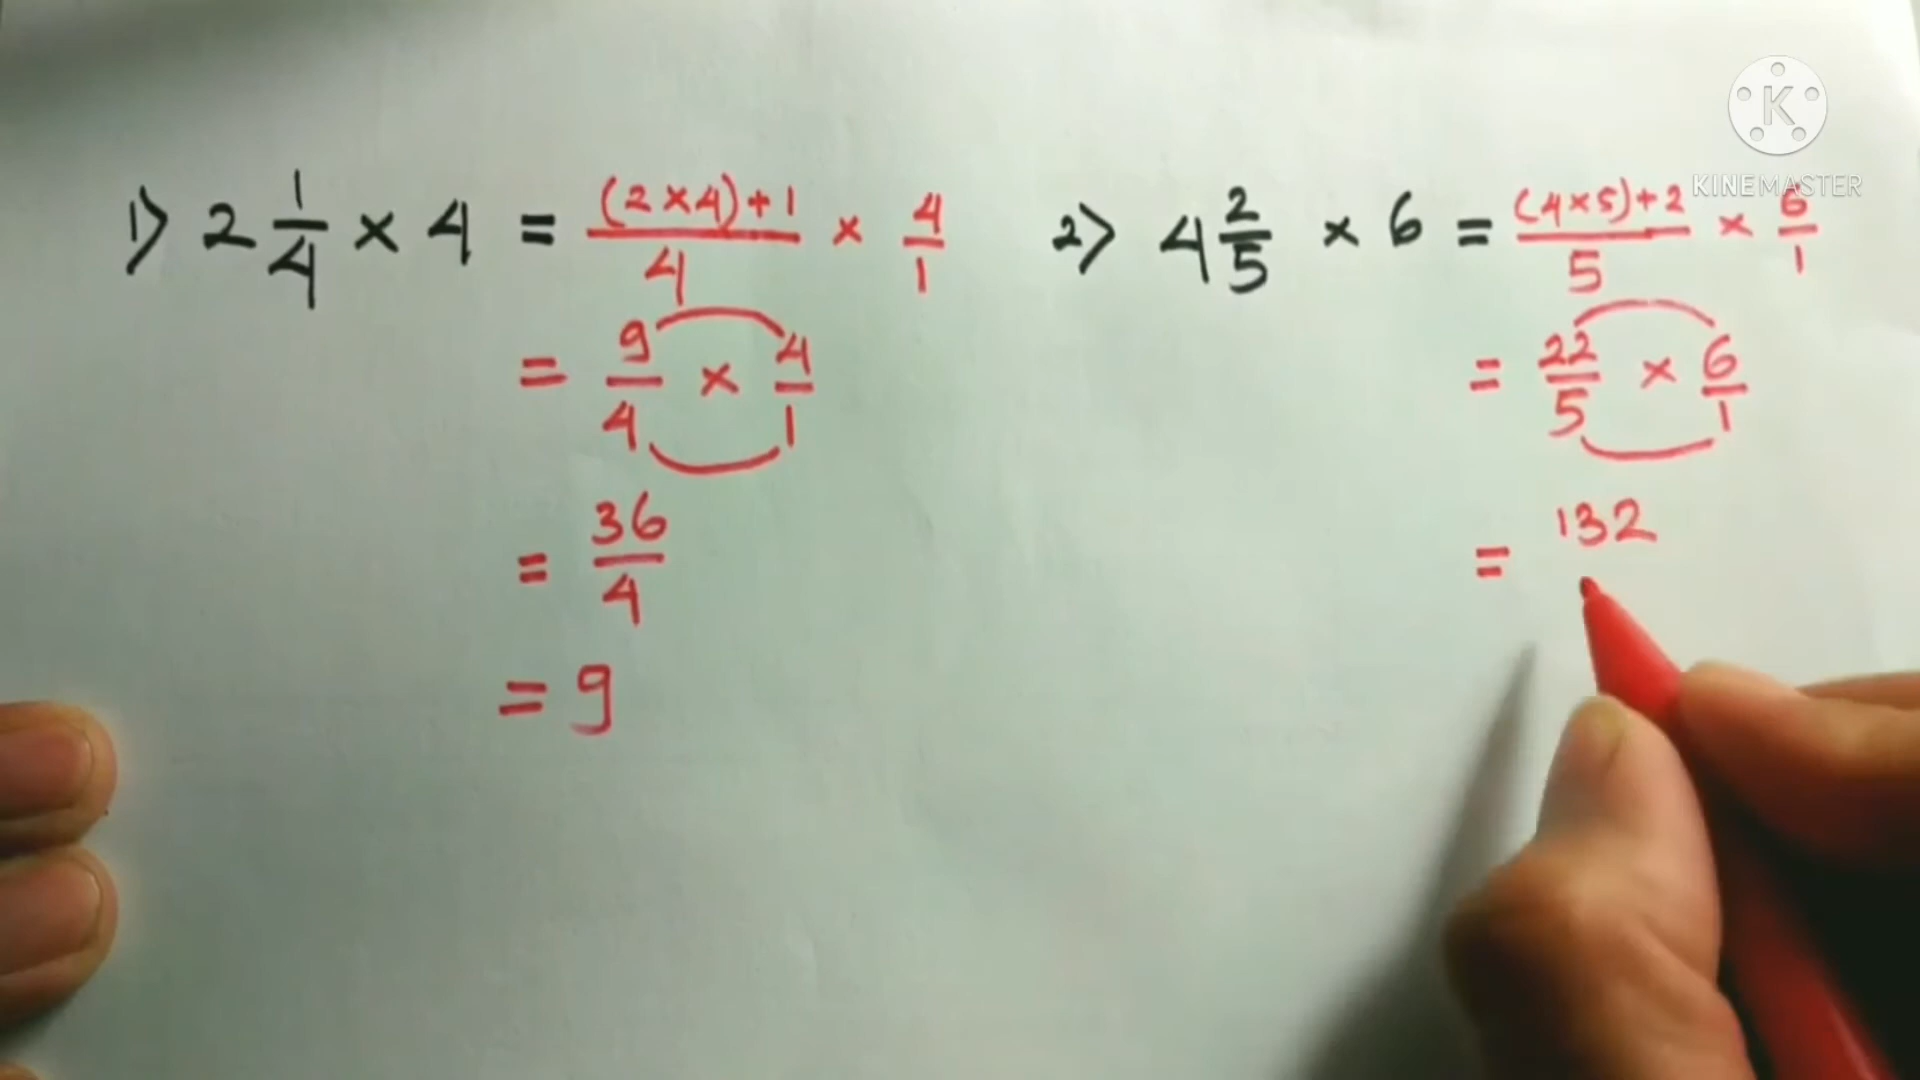 K
KINEMASTER
1) 2 1/4 × 4 = (2×4)+1/4 × 4/1
= 9/4 × 4/1
= 36/4
= 9
2) 4 2/5 × 6 = (4×5)+2/5 × 6/1
= 22/5 × 6/1
= 132